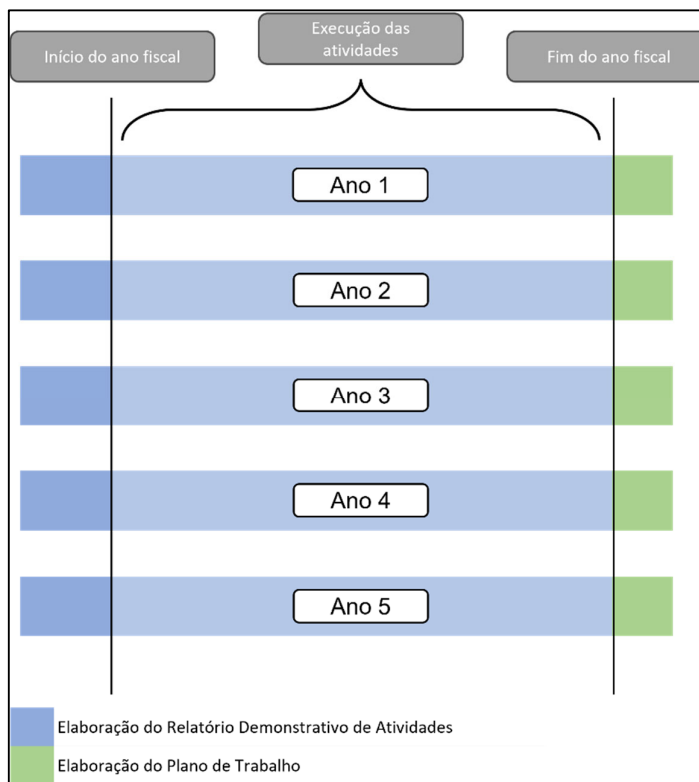 Início do ano fiscal
Execução das
atividades
Fim do ano fiscal
Ano 1
Ano 2
Ano 3
Ano 4
Ano 5
Elaboração do Relatório Demonstrativo de Atividades
Elaboração do Plano de Trabalho